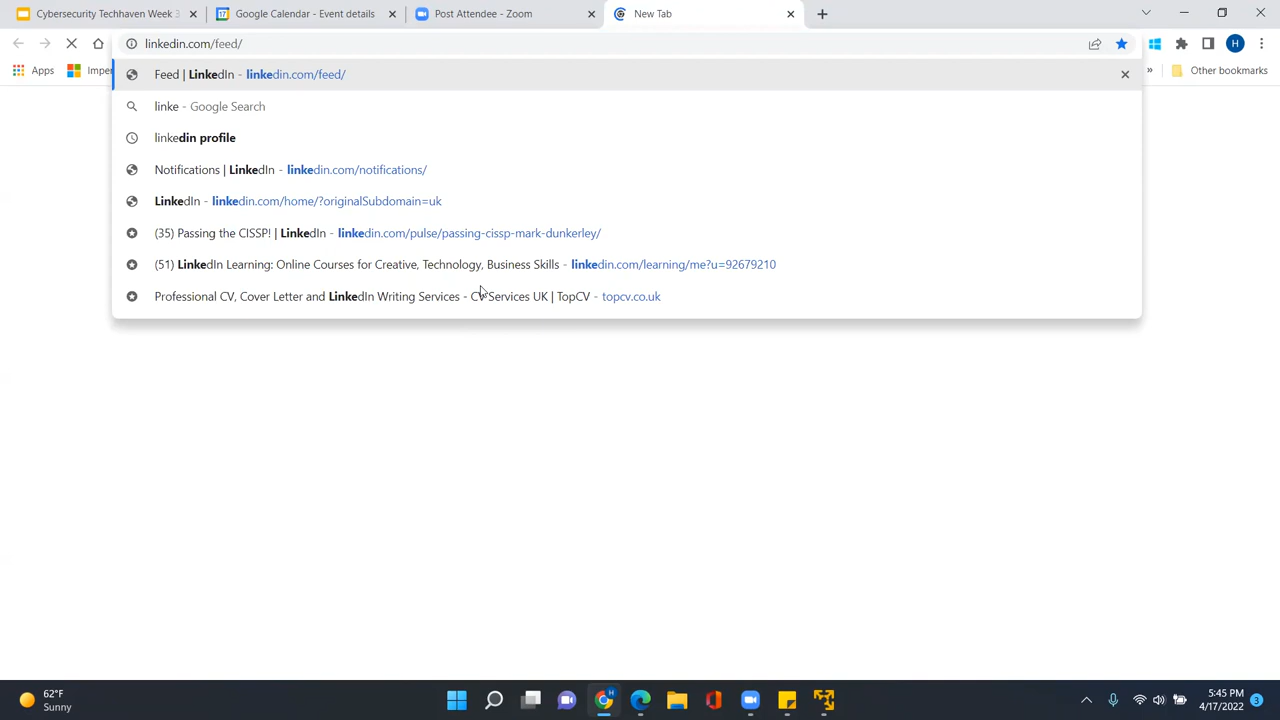 Cybersecurity Techhaven Week 3
Google Calendar - Event details
Post Attendee - Zoom
New Tab
linkedin.com/feed/
H
Apps
Imper
Feed | LinkedIn - linkedin.com/feed/
»
Other bookmarks
linke - Google Search
linkedin profile
Notifications | LinkedIn - linkedin.com/notifications/
LinkedIn - linkedin.com/home/?originalSubdomain=uk
(35) Passing the CISSP! | LinkedIn - linkedin.com/pulse/passing-cissp-mark-dunkerley/
(51) LinkedIn Learning: Online Courses for Creative, Technology, Business Skills - linkedin.com/learning/me?u=92679210
Professional CV, Cover Letter and LinkedIn Writing Services - CV Services UK | TopCV - topcv.co.uk
62°F
Sunny
17
H
5:45 PM
4/17/2022
3